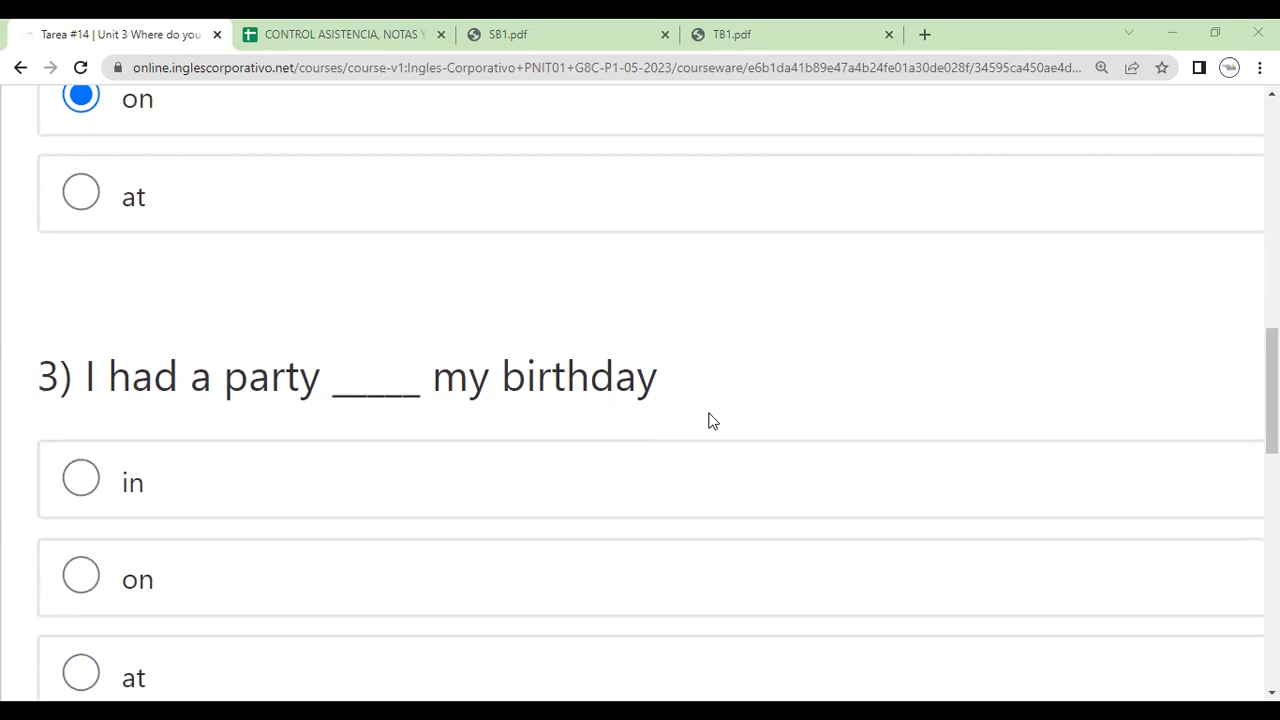 Tarea #14 | Unit 3 Where do you
CONTROL ASISTENCIA, NOTAS Y
SB1.pdf
TB1.pdf
online.inglescorporativo.net/courses/course-v1:Ingles-Corporativo+PNIT01+G8C-P1-05-2023/courseware/e6b1da41b89e47a4b24fe01a30de028f/34595ca450ae4d...
on
at
3) I had a party _____ my birthday
in
on
at